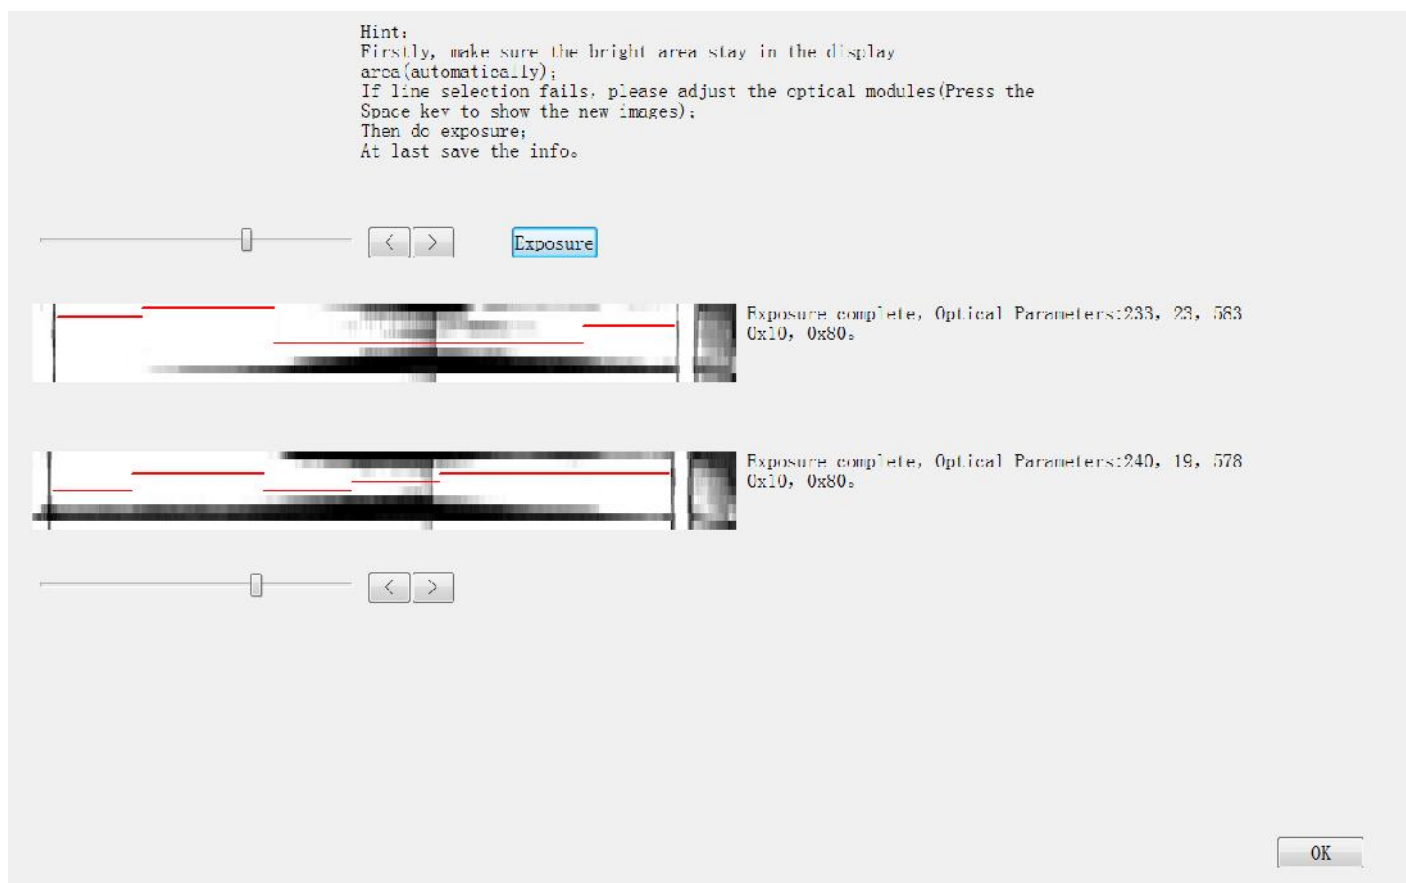 Hint:
Firstly, make sure the bright area stay in the display
area(automatically);
If line selection fails, please adjust the optical modules(Press the
Space key to show the new images);
Then do exposure;
At last save the info。
< > Exposure
Exposure complete, Optical Parameters:233, 23, 583
0x10, 0x80。
Exposure complete, Optical Parameters:240, 19, 578
0x10, 0x80。
< >
OK